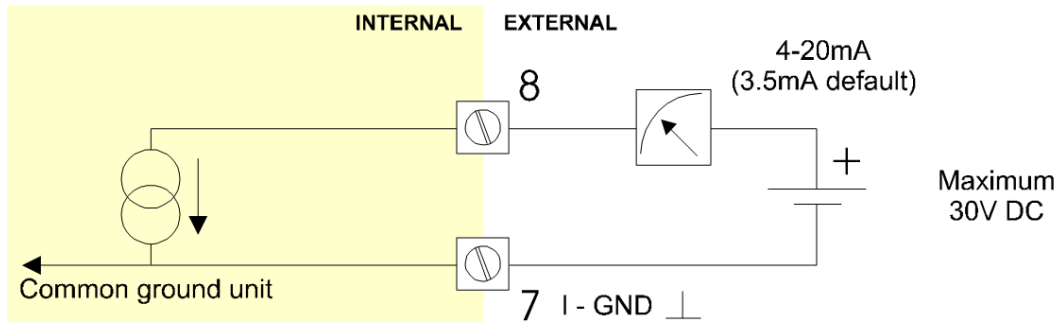 INTERNAL EXTERNAL
8
4-20mA
(3.5mA default)
+
Maximum
30V DC
Common ground unit
7 I - GND